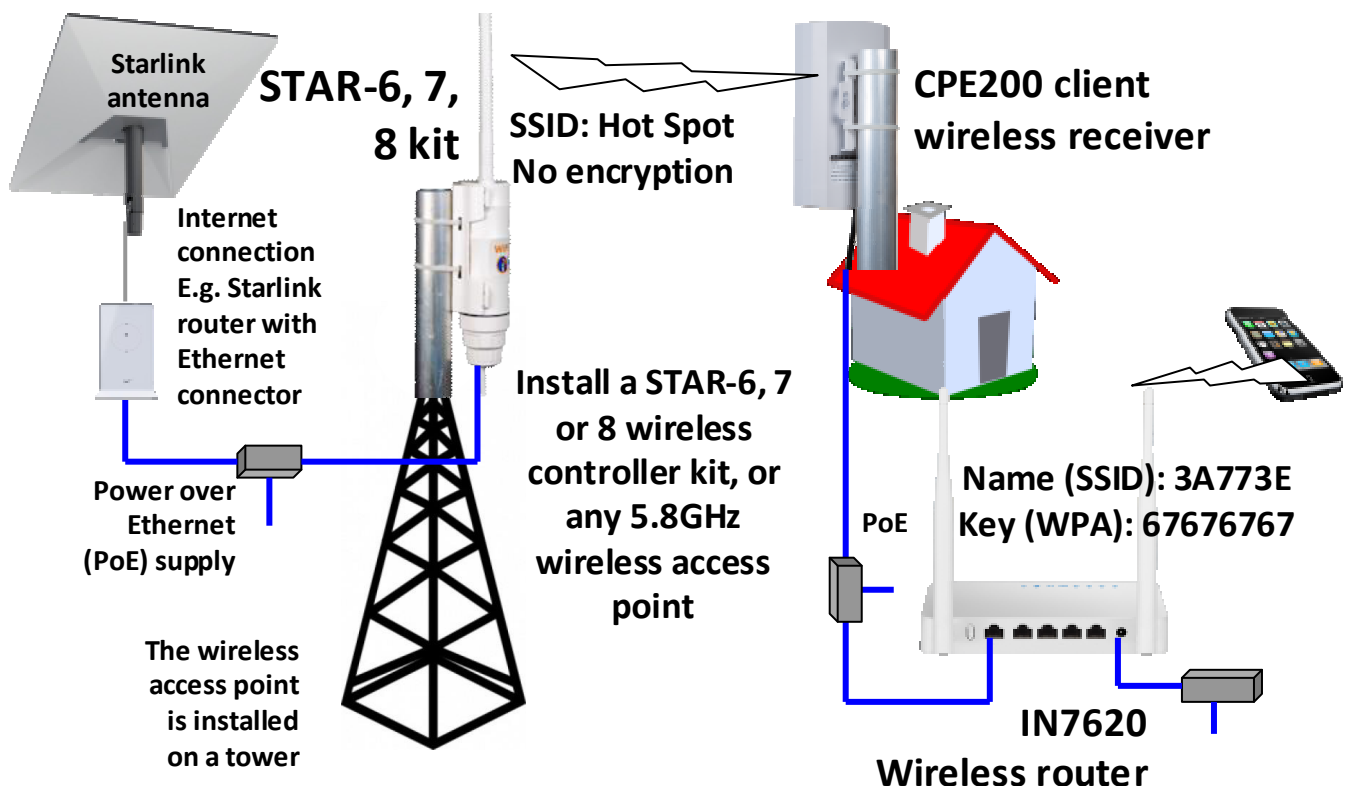 Starlink
antenna
STAR-6, 7,
8 kit
SSID: Hot Spot
No encryption
CPE200 client
wireless receiver
Internet
connection
E.g. Starlink
router with
Ethernet
connector
Install a STAR-6, 7
or 8 wireless
controller kit, or
any 5.8GHz
wireless access
point
Power over
Ethernet
(PoE) supply
The wireless
access point
is installed
on a tower
PoE
Name (SSID): 3A773E
Key (WPA): 67676767
IN7620
Wireless router